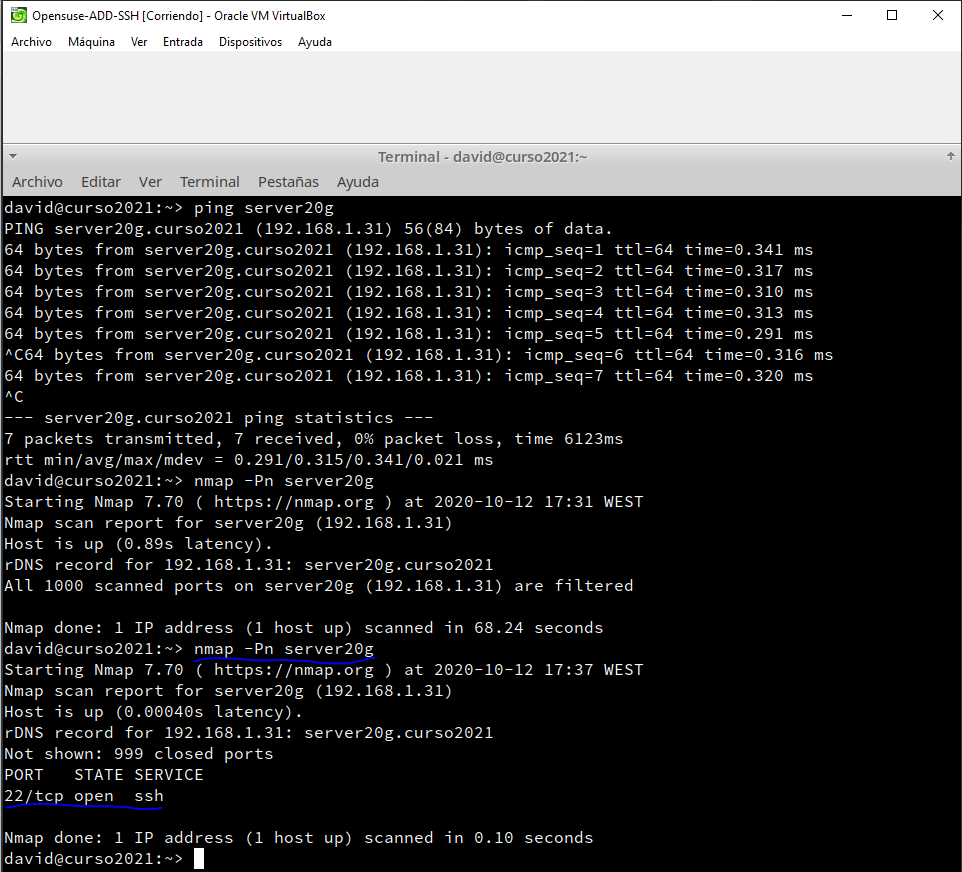 Opensuse-ADD-SSH [Corriendo] - Oracle VM VirtualBox
Archivo Máquina Ver Entrada Dispositivos Ayuda
Terminal - david@curso2021:~
Archivo Editar Ver Terminal Pestañas Ayuda
david@curso2021:~> ping server20g
PING server20g.curso2021 (192.168.1.31) 56(84) bytes of data.
64 bytes from server20g.curso2021 (192.168.1.31): icmp_seq=1 ttl=64 time=0.341 ms
64 bytes from server20g.curso2021 (192.168.1.31): icmp_seq=2 ttl=64 time=0.317 ms
64 bytes from server20g.curso2021 (192.168.1.31): icmp_seq=3 ttl=64 time=0.310 ms
64 bytes from server20g.curso2021 (192.168.1.31): icmp_seq=4 ttl=64 time=0.313 ms
64 bytes from server20g.curso2021 (192.168.1.31): icmp_seq=5 ttl=64 time=0.291 ms
^C64 bytes from server20g.curso2021 (192.168.1.31): icmp_seq=6 ttl=64 time=0.316 ms
64 bytes from server20g.curso2021 (192.168.1.31): icmp_seq=7 ttl=64 time=0.320 ms
^C
--- server20g.curso2021 ping statistics ---
7 packets transmitted, 7 received, 0% packet loss, time 6123ms
rtt min/avg/max/mdev = 0.291/0.315/0.341/0.021 ms
david@curso2021:~> nmap -Pn server20g
Starting Nmap 7.70 ( https://nmap.org ) at 2020-10-12 17:31 WEST
Nmap scan report for server20g (192.168.1.31)
Host is up (0.89s latency).
rDNS record for 192.168.1.31: server20g.curso2021
All 1000 scanned ports on server20g (192.168.1.31) are filtered
Nmap done: 1 IP address (1 host up) scanned in 68.24 seconds
david@curso2021:~> nmap -Pn server20g
Starting Nmap 7.70 ( https://nmap.org ) at 2020-10-12 17:37 WEST
Nmap scan report for server20g (192.168.1.31)
Host is up (0.00040s latency).
rDNS record for 192.168.1.31: server20g.curso2021
Not shown: 999 closed ports
PORT STATE SERVICE
22/tcp open ssh
Nmap done: 1 IP address (1 host up) scanned in 0.10 seconds
david@curso2021:~>